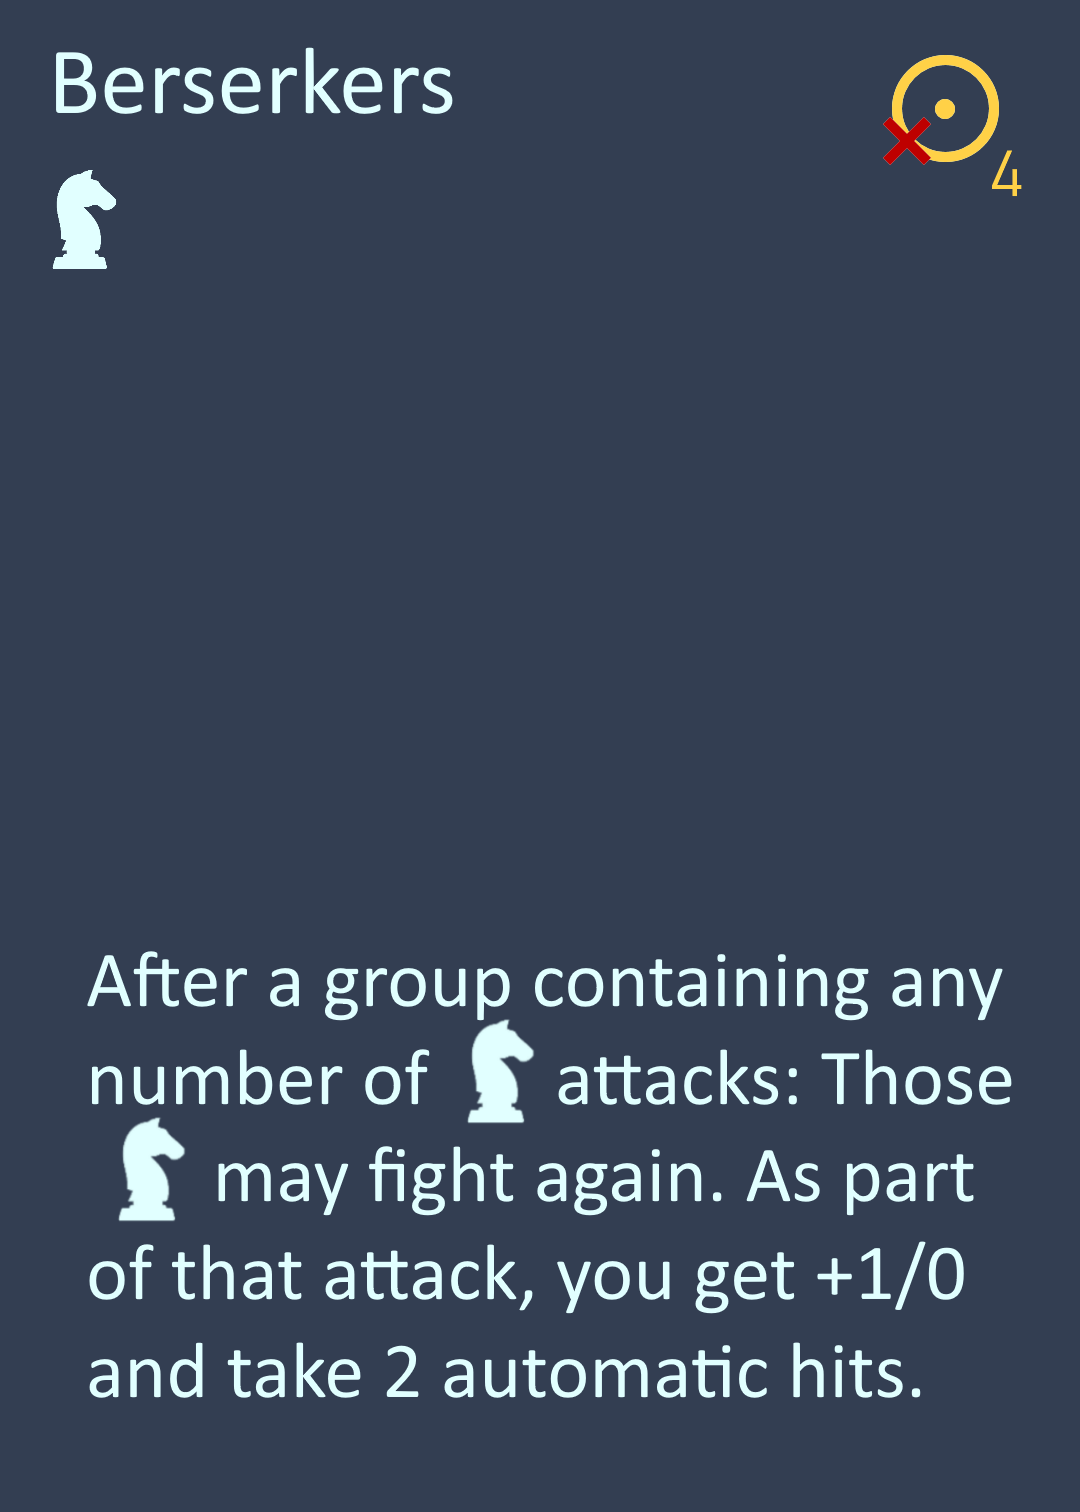 Berserkers
4
After a group containing any
number of attacks: Those
may fight again. As part
of that attack, you get +1/0
and take 2 automatic hits.